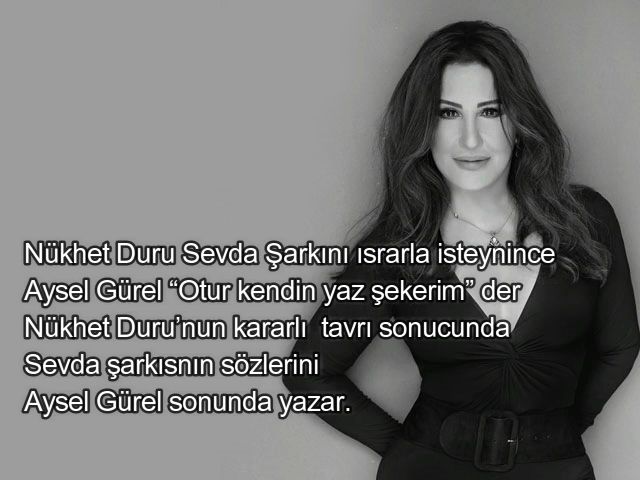 Nükhet Duru Sevda Şarkını ısrarla isteynince
Aysel Gürel “Otur kendin yaz şekerim” der
Nükhet Duru’nun kararlı  tavrı sonucunda
Sevda şarkısnın sözlerini
Aysel Gürel sonunda yazar.